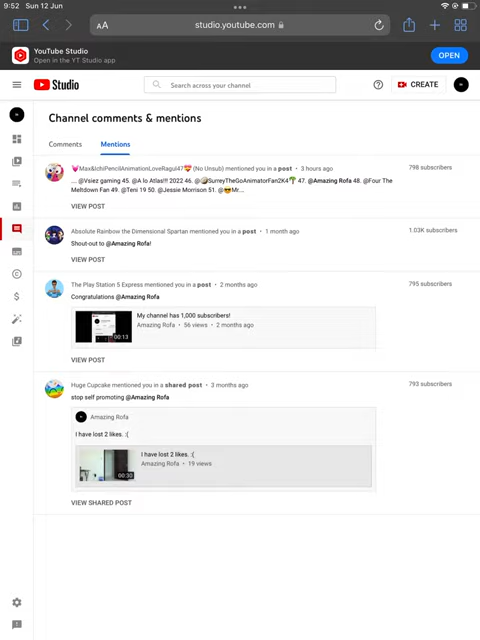 9:52 Sun 12 Jun
AA studio.youtube.com
YouTube Studio
Open in the YT Studio app
OPEN
Studio
Search across your channel
CREATE
Channel comments & mentions
Comments Mentions
💓Max&IchiPencilAnimationLoveRagul47💝 (No Unsub) mentioned you in a post • 3 hours ago
798 subscribers
... @Vsiez gaming 45. @A lo Atlas!!! 2022 46. @🍚SurreyTheGoAnimatorFan2K4🌴 47. @Amazing Rofa 48. @Four The
Meltdown Fan 49. @Teni 19 50. @Jessie Morrison 51. @😎Mr...
VIEW POST
Absolute Rainbow the Dimensional Spartan mentioned you in a post • 1 month ago
1.03K subscribers
Shout-out to @Amazing Rofa!
VIEW POST
The Play Station 5 Express mentioned you in a post • 2 months ago
795 subscribers
Congratulations @Amazing Rofa
My channel has 1,000 subscribers!
Amazing Rofa • 56 views • 2 months ago
00:13
VIEW POST
Huge Cupcake mentioned you in a shared post • 3 months ago
793 subscribers
stop self promoting @Amazing Rofa
Amazing Rofa
I have lost 2 likes. :(
I have lost 2 likes. :(
Amazing Rofa • 19 views
00:30
VIEW SHARED POST